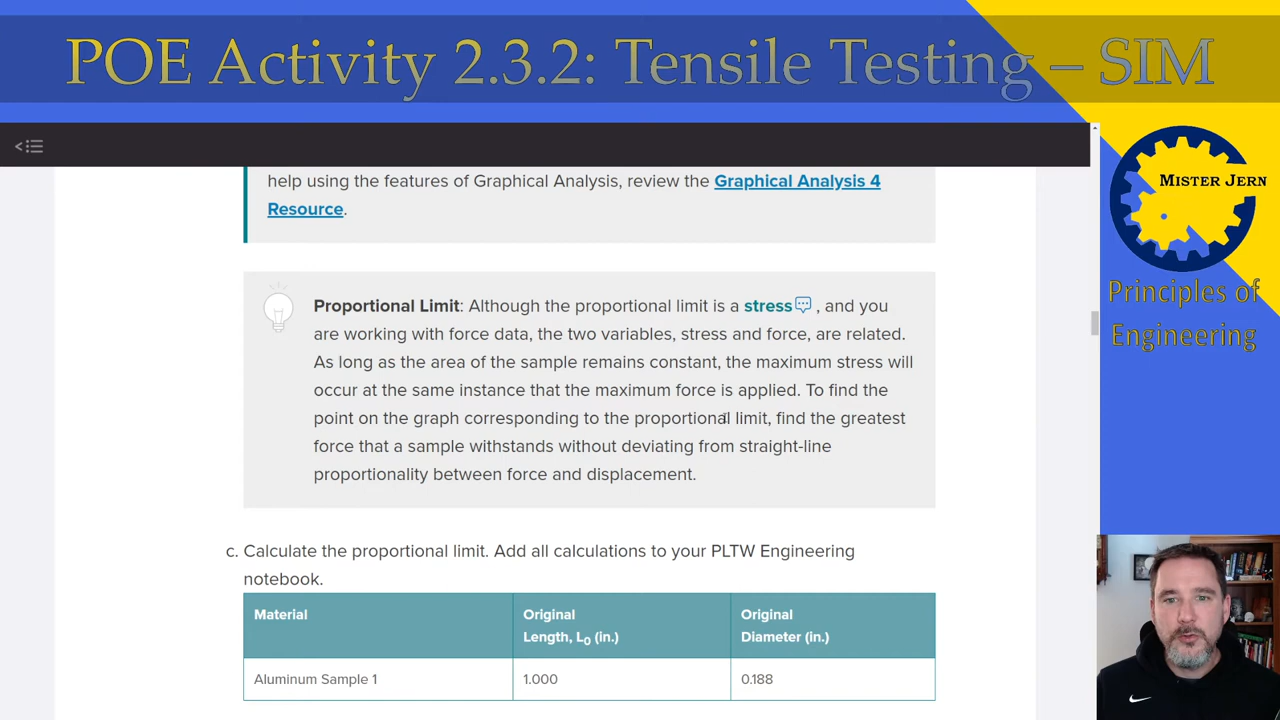 POE Activity 2.3.2: Tensile Testing – SIM
MISTER JERN
Principles of
Engineering
help using the features of Graphical Analysis, review the Graphical Analysis 4
Resource.
Proportional Limit: Although the proportional limit is a stress , and you
are working with force data, the two variables, stress and force, are related.
As long as the area of the sample remains constant, the maximum stress will
occur at the same instance that the maximum force is applied. To find the
point on the graph corresponding to the proportional limit, find the greatest
force that a sample withstands without deviating from straight-line
proportionality between force and displacement.
c. Calculate the proportional limit. Add all calculations to your PLTW Engineering
notebook.
Material
Original
Length, L0 (in.)
Original
Diameter (in.)
Aluminum Sample 1
1.000
0.188